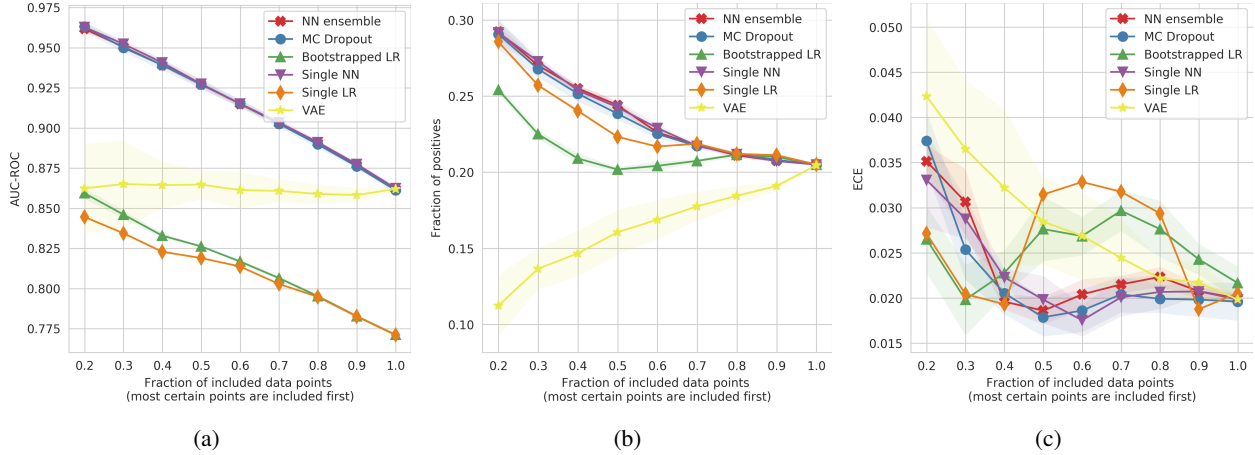 0.975
0.950
0.925
0.900
0.875
0.850
0.825
0.800
0.775
AUC-ROC
NN ensemble
MC Dropout
Bootstrapped LR
Single NN
Single LR
VAE
0.2 0.3 0.4 0.5 0.6 0.7 0.8 0.9 1.0
Fraction of included data points
(most certain points are included first)
(a)
0.30
0.25
0.20
0.15
0.10
Fraction of positives
NN ensemble
MC Dropout
Bootstrapped LR
Single NN
Single LR
VAE
0.2 0.3 0.4 0.5 0.6 0.7 0.8 0.9 1.0
Fraction of included data points
(most certain points are included first)
(b)
0.050
0.045
0.040
0.035
0.030
0.025
0.020
0.015
ECE
NN ensemble
MC Dropout
Bootstrapped LR
Single NN
Single LR
VAE
0.2 0.3 0.4 0.5 0.6 0.7 0.8 0.9 1.0
Fraction of included data points
(most certain points are included first)
(c)